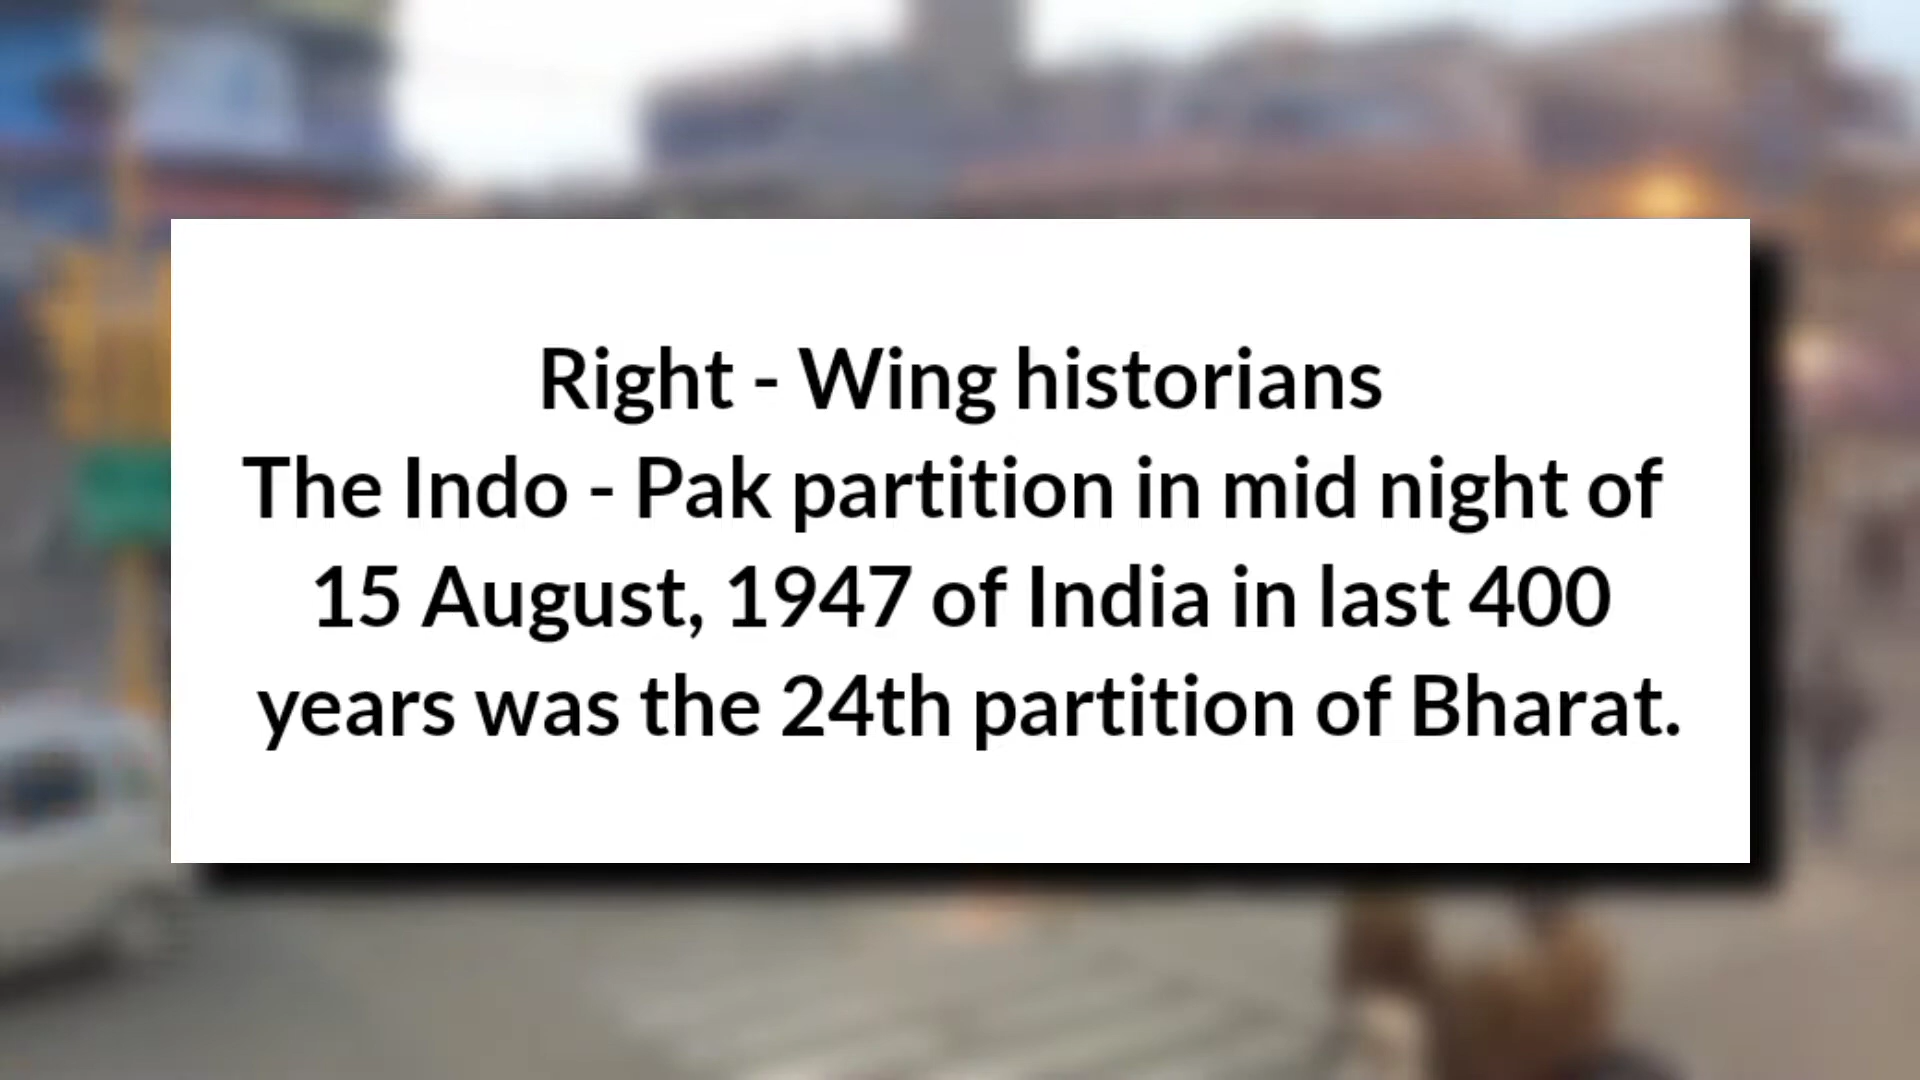 Right - Wing historians
The Indo - Pak partition in mid night of
15 August, 1947 of India in last 400
years was the 24th partition of Bharat.